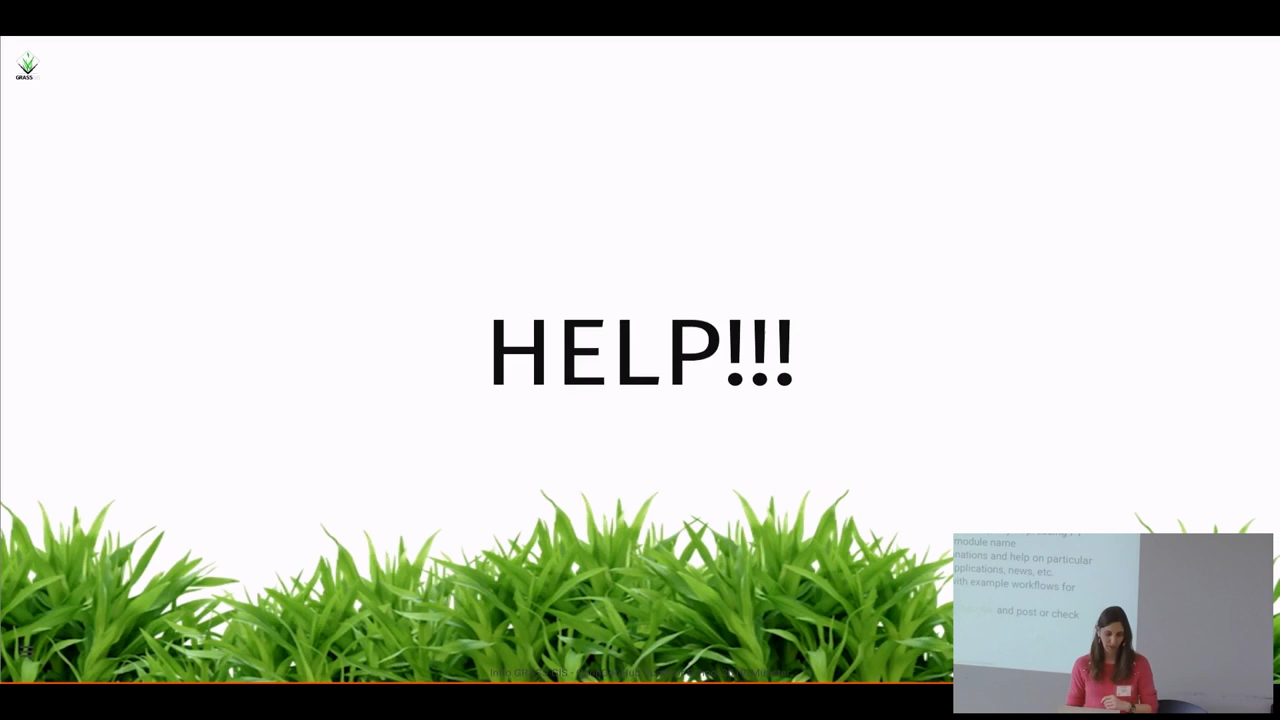 GRASS
HELP!!!
module name
nations and help on particular
pplications, news, etc.
ith example workflows for
and post or check